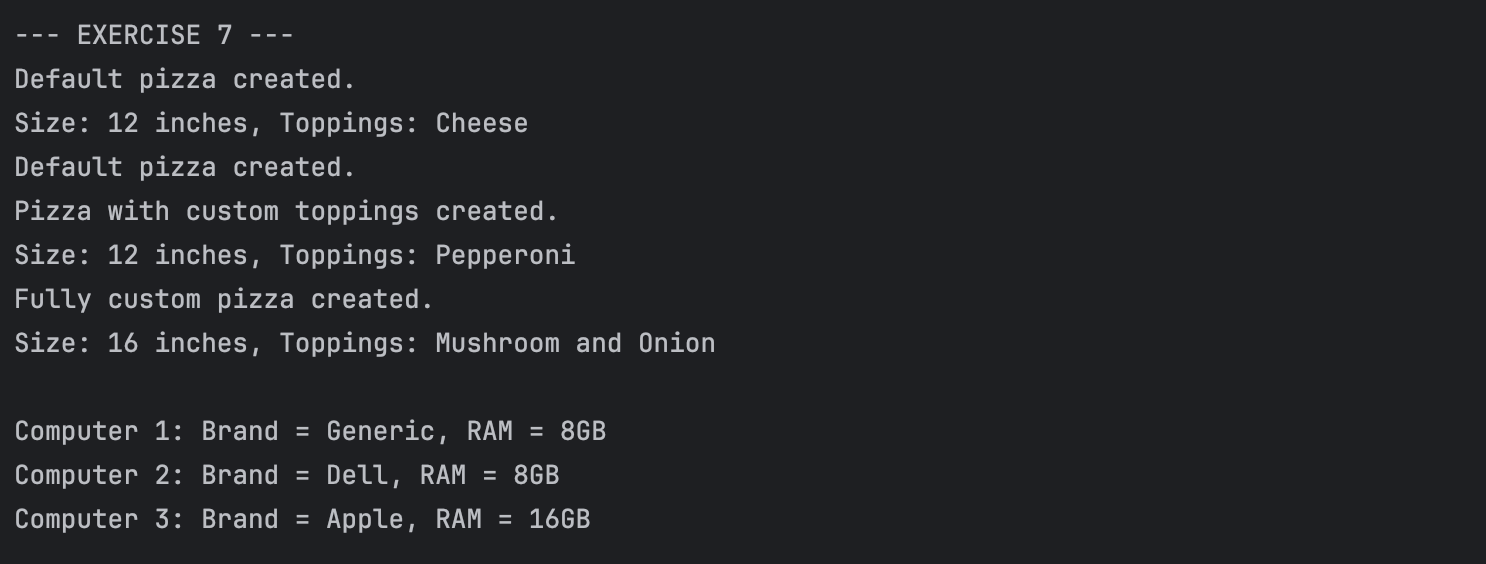 --- EXERCISE 7 ---
Default pizza created.
Size: 12 inches, Toppings: Cheese
Default pizza created.
Pizza with custom toppings created.
Size: 12 inches, Toppings: Pepperoni
Fully custom pizza created.
Size: 16 inches, Toppings: Mushroom and Onion
Computer 1: Brand = Generic, RAM = 8GB
Computer 2: Brand = Dell, RAM = 8GB
Computer 3: Brand = Apple, RAM = 16GB